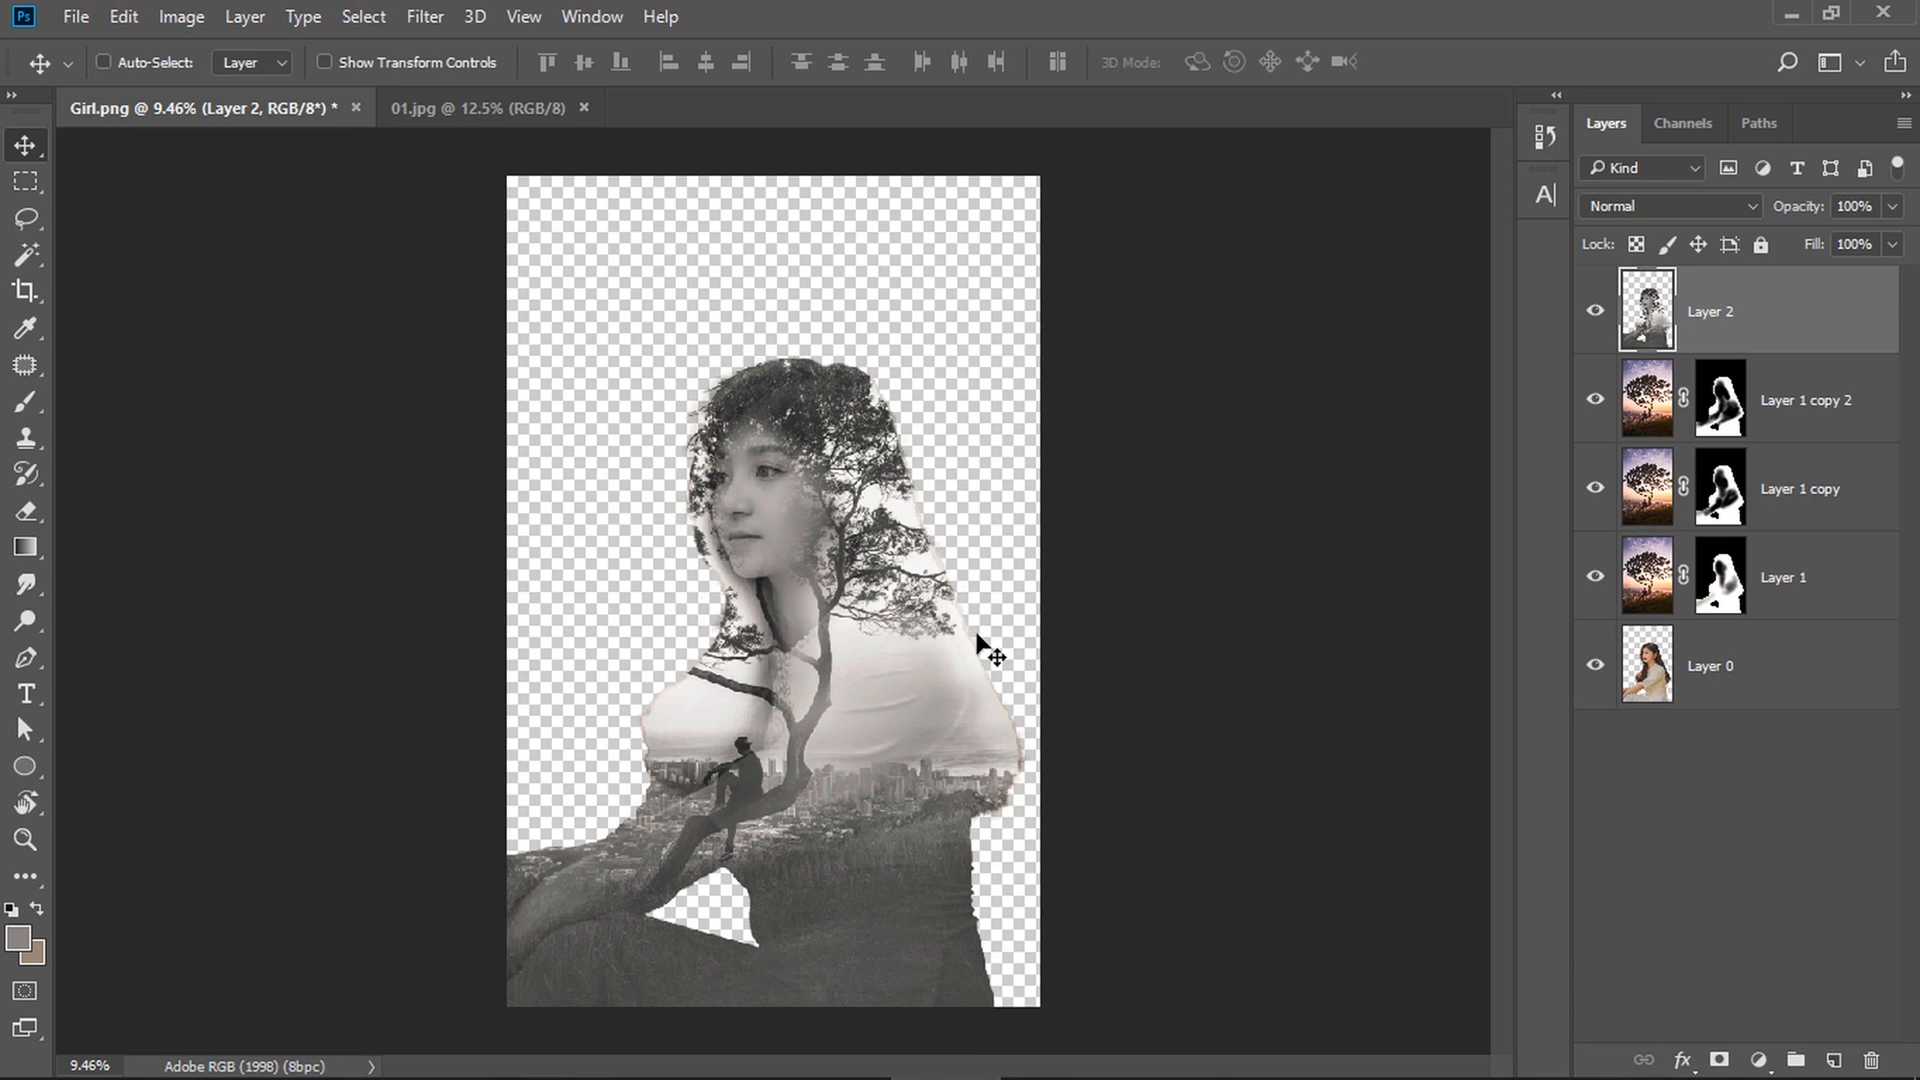 Ps File Edit Image Layer Type Select Filter 3D View Window Help
Auto-Select: Layer Show Transform Controls 3D Mode:
Girl.png @ 9.46% (Layer 2, RGB/8*) * 01.jpg @ 12.5% (RGB/8)
Layers Channels Paths
Kind
Normal Opacity: 100%
Lock: Fill: 100%
Layer 2
Layer 1 copy 2
Layer 1 copy
Layer 1
Layer 0
9.46% Adobe RGB (1998) (8bpc)